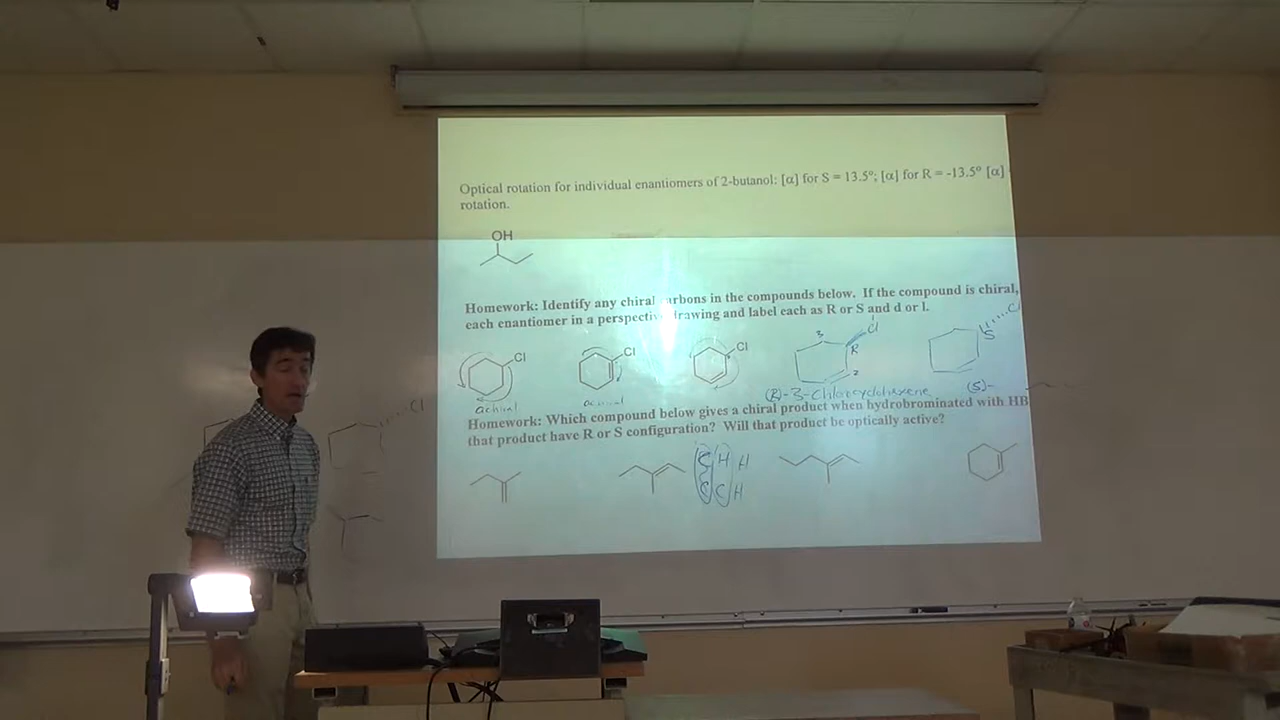 Optical rotation for individual enantiomers of 2-butanol: [α] for S = 13.5°; [α] for R = -13.5° [α]
rotation.
OH
Homework: Identify any chiral carbons in the compounds below. If the compound is chiral,
each enantiomer in a perspective drawing and label each as R or S and d or l.
Cl Cl Cl 3 Cl R 2 Cl S
achiral achiral (R)-3-Chlorocyclohexene (S)-
Homework: Which compound below gives a chiral product when hydrobrominated with HB
that product have R or S configuration? Will that product be optically active?
C H H
C C H
Cl